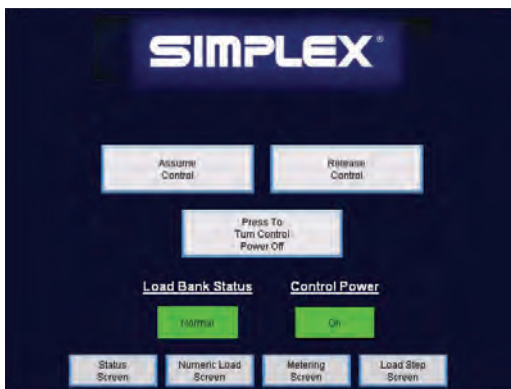 SIMPLEX®
Assume
Control
Release
Control
Press To
Turn Control
Power Off
Load Bank Status
Control Power
Normal
On
Status
Screen
Numeric Load
Screen
Metering
Screen
Load Step
Screen